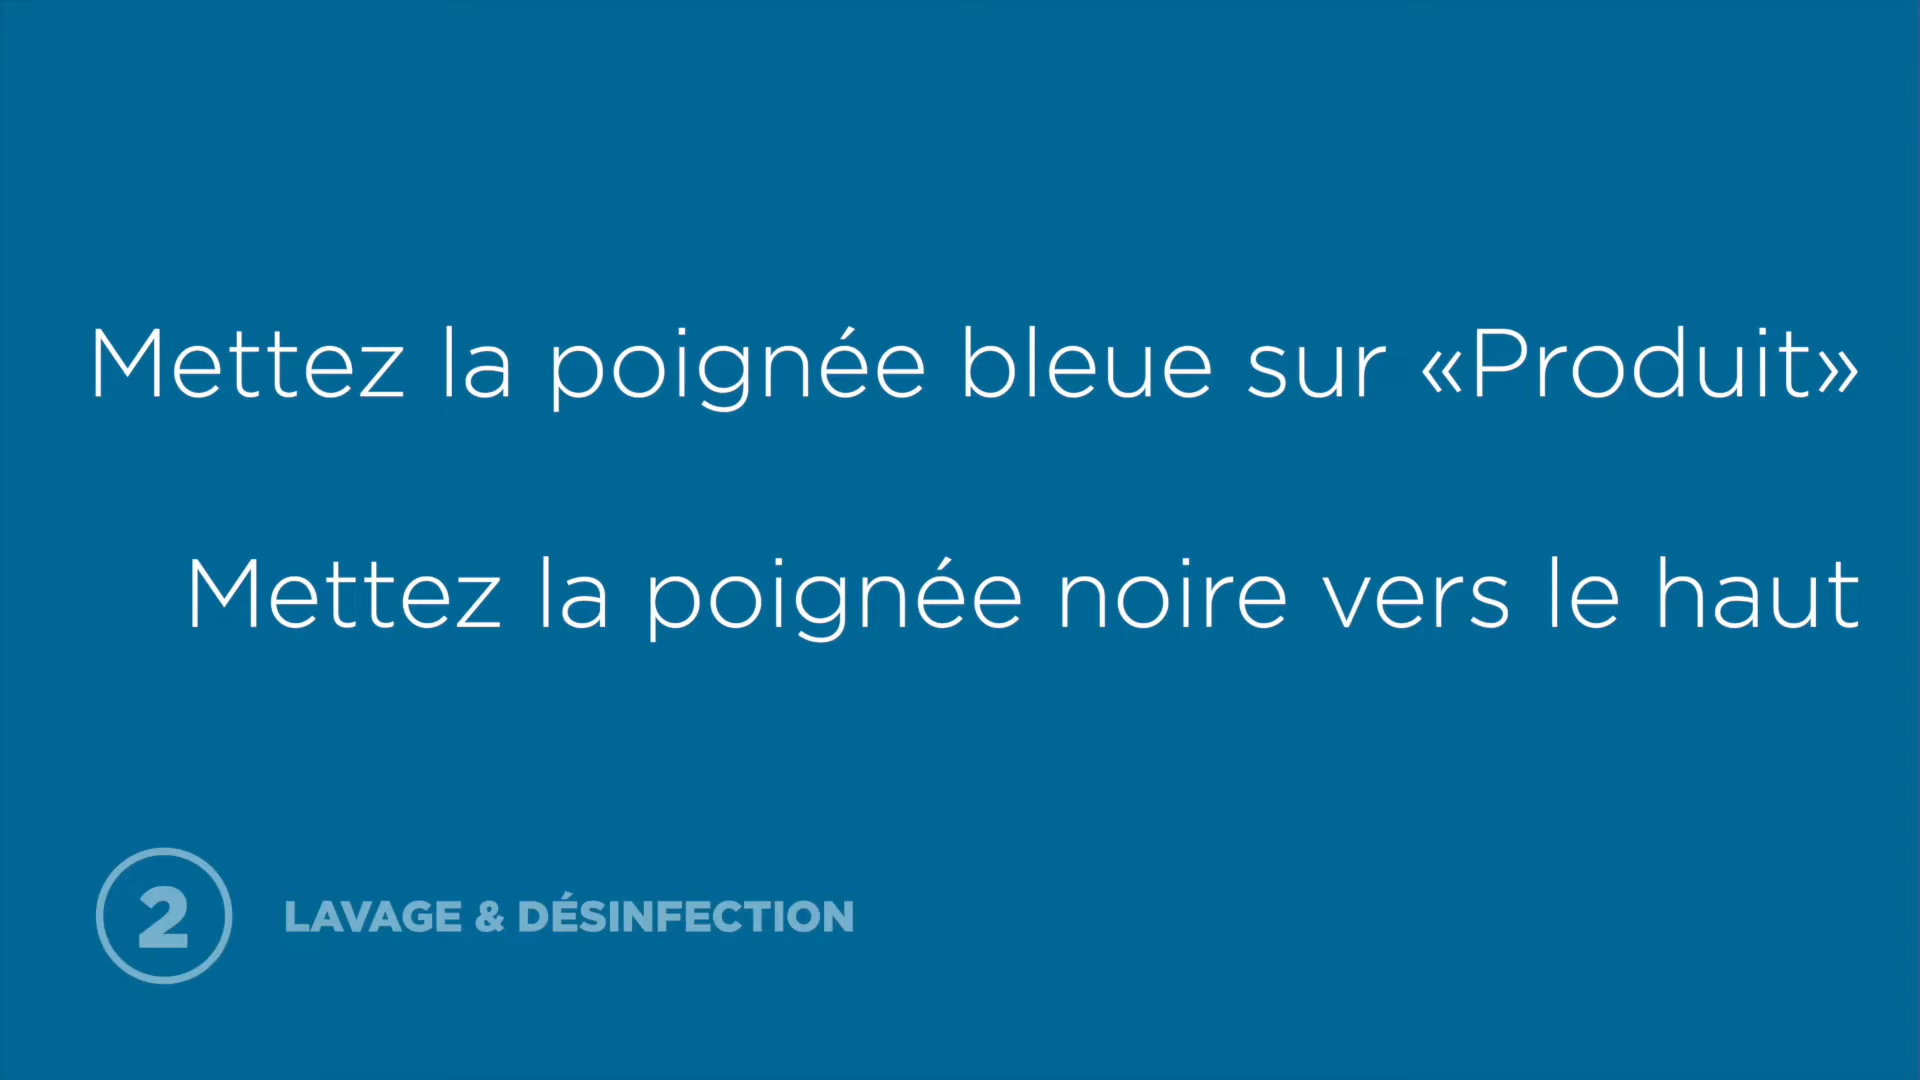 Mettez la poignée bleue sur «Produit»
Mettez la poignée noire vers le haut
2
LAVAGE & DÉSINFECTION